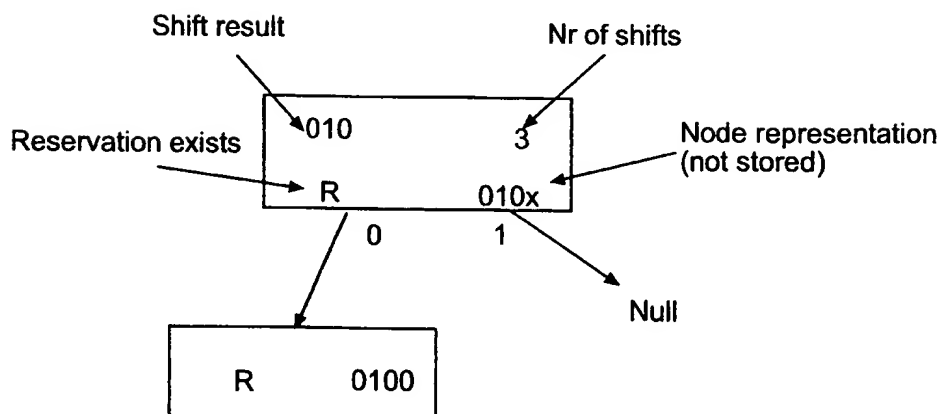 Shift result
Nr of shifts
010
3
Reservation exists
Node representation
(not stored)
R
010x
0
1
Null
R
0100